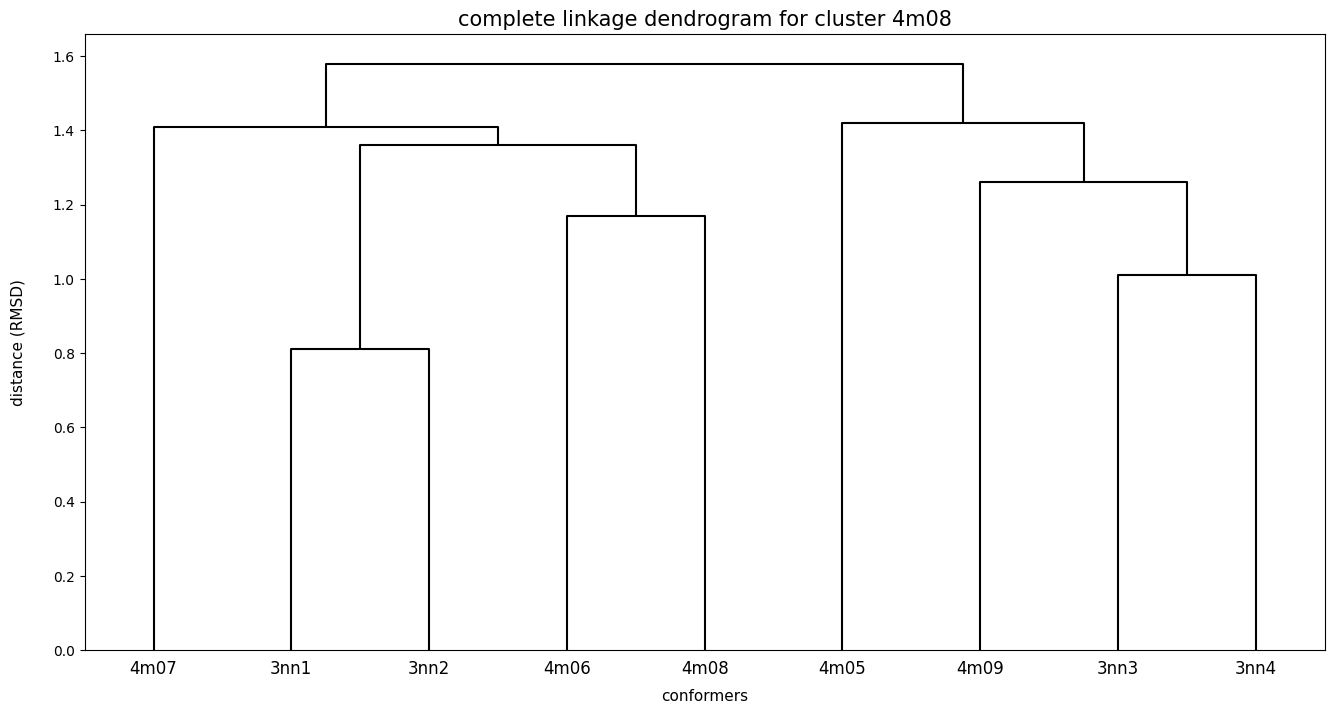 complete linkage dendrogram for cluster 4m08
1.6
1.4
1.2
1.0
0.8
0.6
0.4
0.2
0.0
distance (RMSD)
4m07 3nn1 3nn2 4m06 4m08 4m05 4m09 3nn3 3nn4
conformers